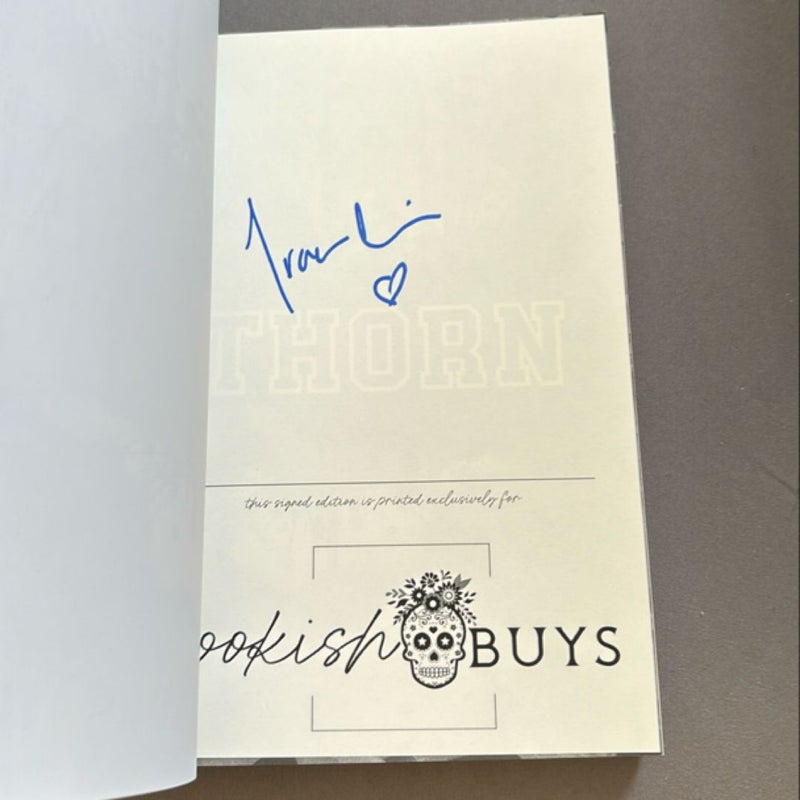 THORN
this signed edition is printed exclusively for
ookish BUYS